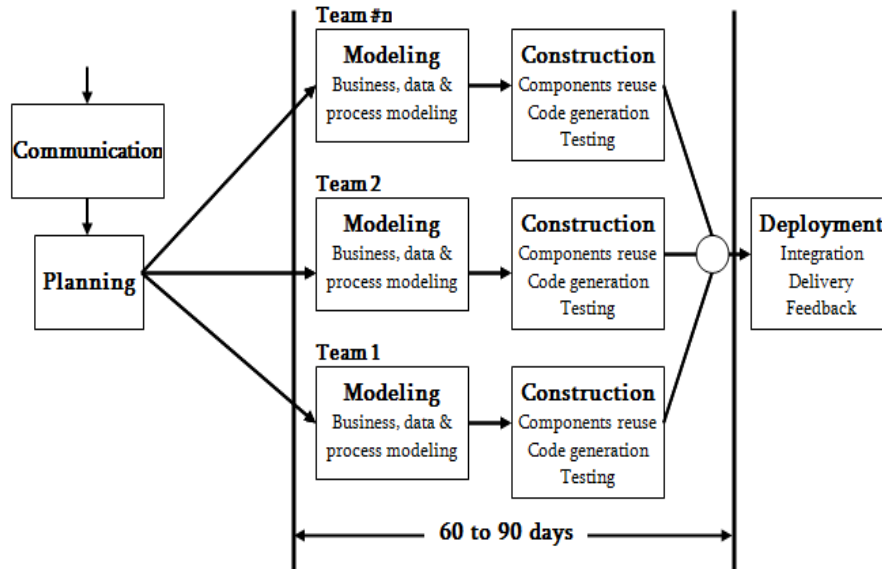 Communication
Planning
Team #n
Modeling
Business, data &
process modeling
Construction
Components reuse
Code generation
Testing
Team 2
Modeling
Business, data &
process modeling
Construction
Components reuse
Code generation
Testing
Team 1
Modeling
Business, data &
process modeling
Construction
Components reuse
Code generation
Testing
Deployment
Integration
Delivery
Feedback
60 to 90 days